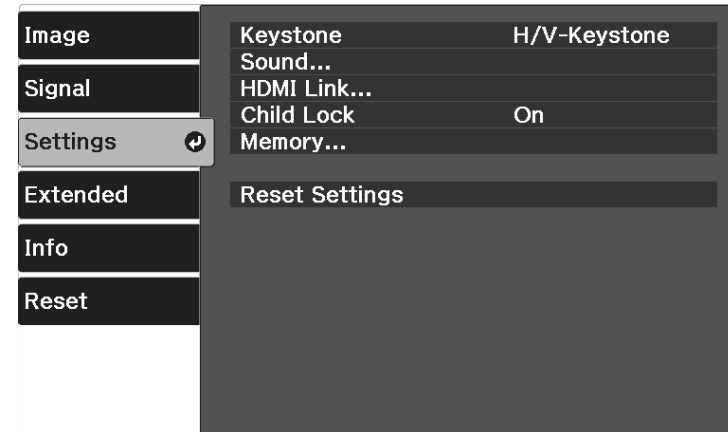 Image
Signal
Settings
Extended
Info
Reset
Keystone H/V-Keystone
Sound...
HDMI Link...
Child Lock On
Memory...
Reset Settings